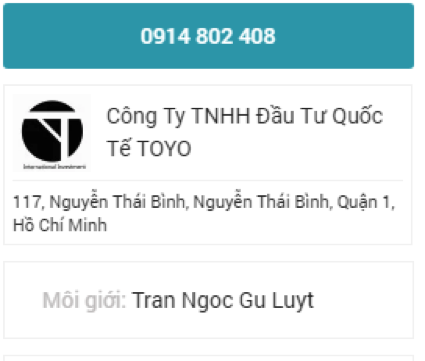 0914 802 408
Công Ty TNHH Đầu Tư Quốc
Tế TOYO
International Investment
117, Nguyễn Thái Bình, Nguyễn Thái Bình, Quận 1,
Hồ Chí Minh
Môi giới: Tran Ngoc Gu Luyt